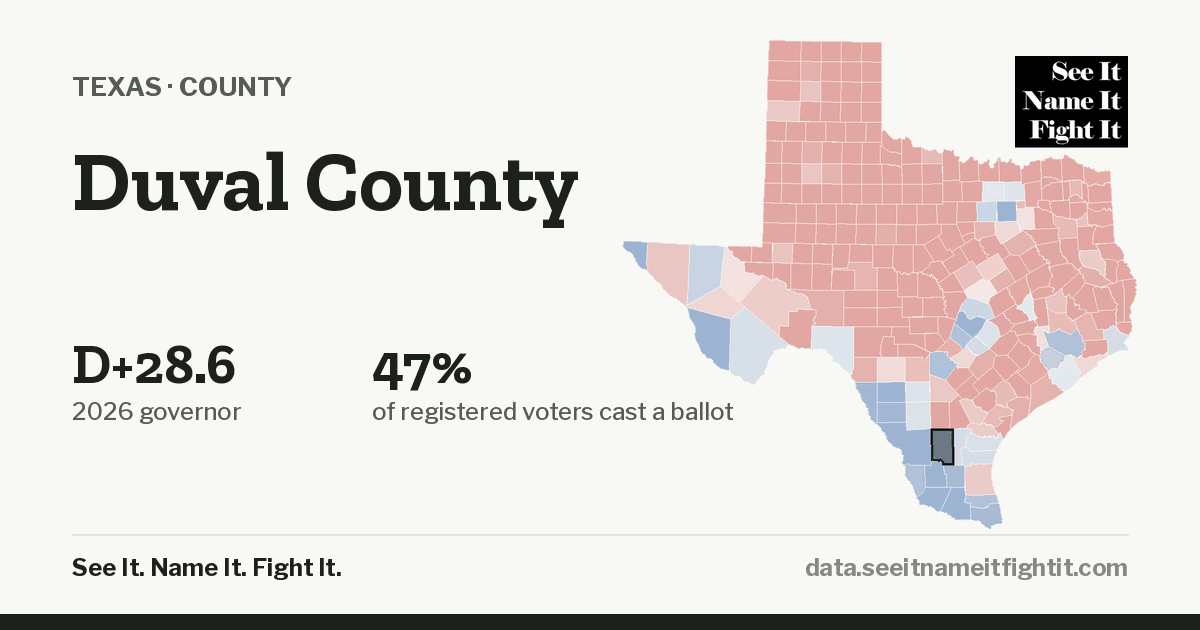 TEXAS · COUNTY
See It
Name It
Fight It
Duval County
D+28.6
2026 governor
47%
of registered voters cast a ballot
See It. Name It. Fight It.
data.seeitnameitfightit.com